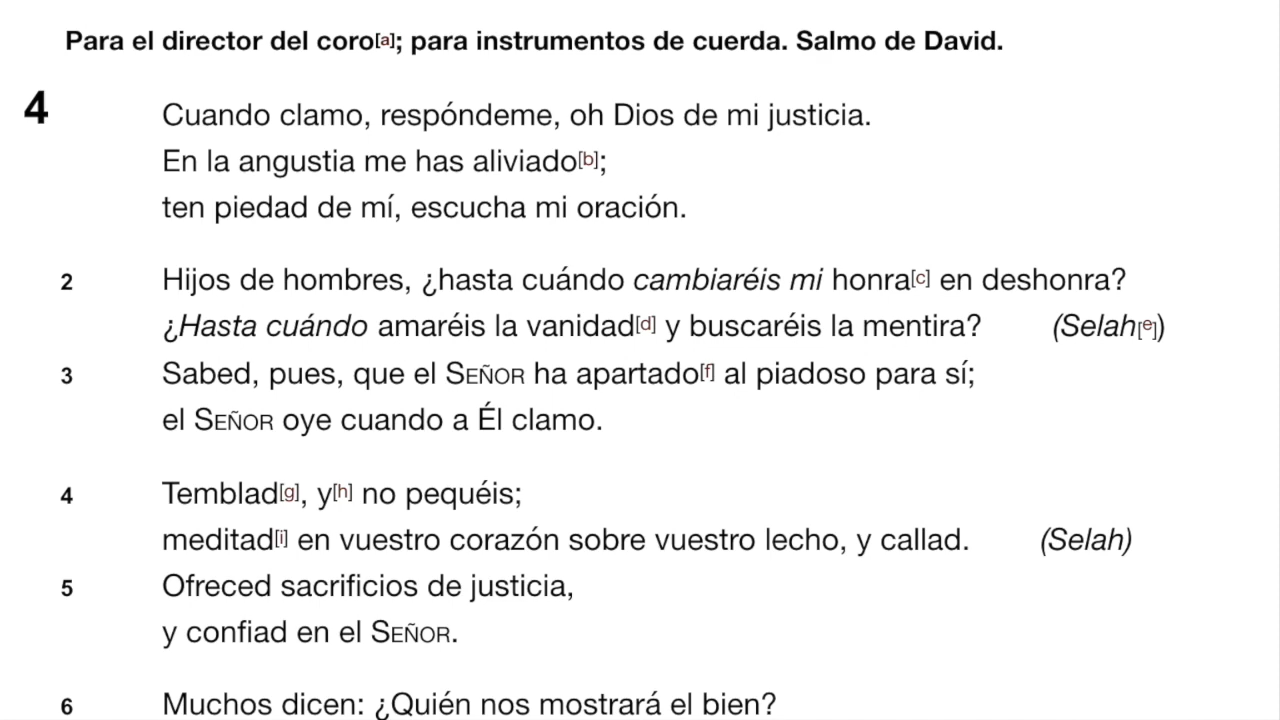 Para el director del coro[a]; para instrumentos de cuerda. Salmo de David.
4 Cuando clamo, respóndeme, oh Dios de mi justicia.
En la angustia me has aliviado[b];
ten piedad de mí, escucha mi oración.
2 Hijos de hombres, ¿hasta cuándo cambiaréis mi honra[c] en deshonra?
¿Hasta cuándo amaréis la vanidad[d] y buscaréis la mentira? (Selah[e])
3 Sabed, pues, que el SEÑOR ha apartado[f] al piadoso para sí;
el SEÑOR oye cuando a Él clamo.
4 Temblad[g], y[h] no pequéis;
meditad[i] en vuestro corazón sobre vuestro lecho, y callad. (Selah)
5 Ofreced sacrificios de justicia,
y confiad en el SEÑOR.
6 Muchos dicen: ¿Quién nos mostrará el bien?